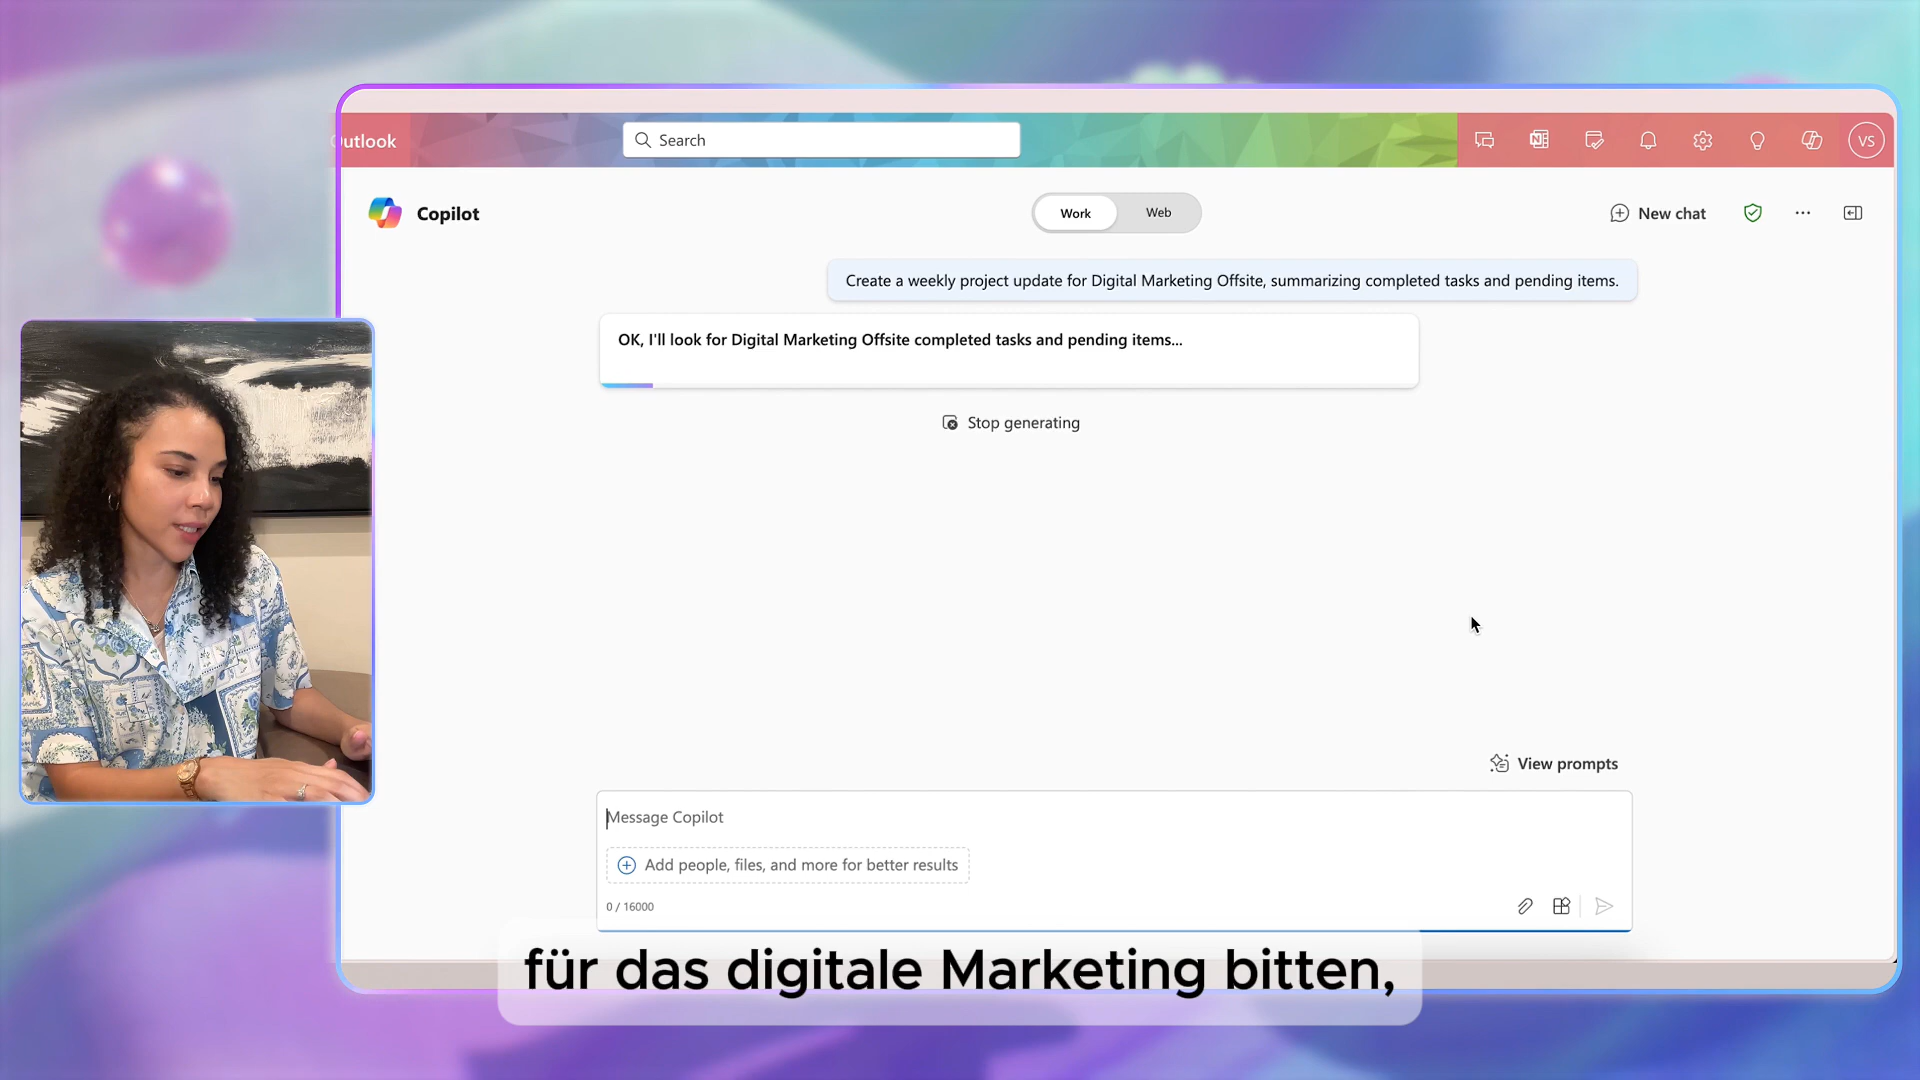 utlook
Search
VS
Copilot
Work
Web
New chat
Create a weekly project update for Digital Marketing Offsite, summarizing completed tasks and pending items.
OK, I'll look for Digital Marketing Offsite completed tasks and pending items...
Stop generating
View prompts
Message Copilot
Add people, files, and more for better results
0 / 16000
für das digitale Marketing bitten,